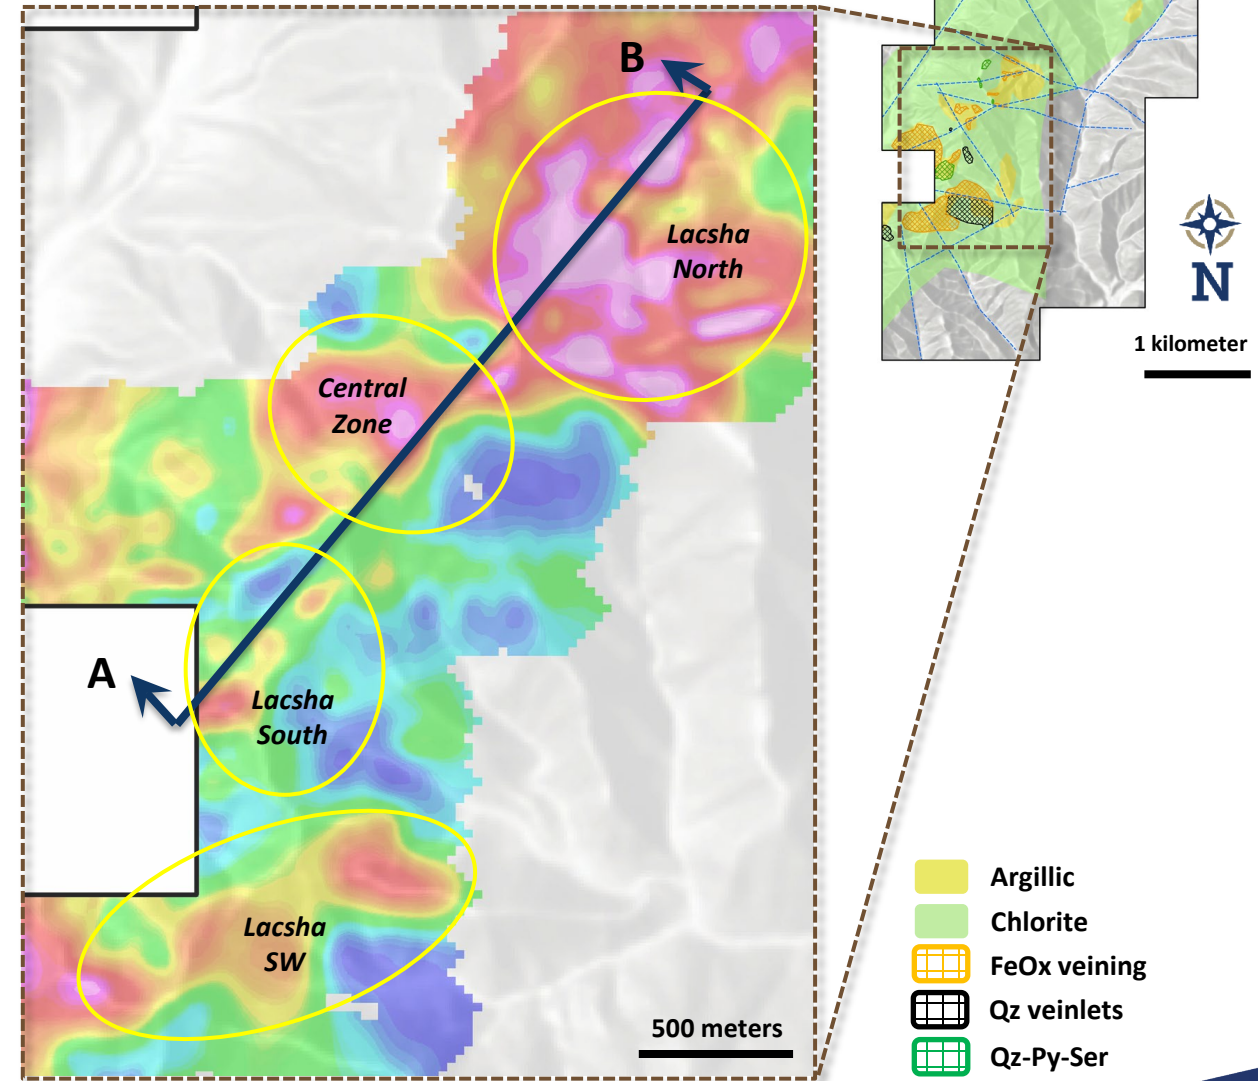 B
Lacsha
North
N
1 kilometer
Central
Zone
A
Lacsha
South
Lacsha
SW
500 meters
Argillic
Chlorite
FeOx veining
Qz veinlets
Qz-Py-Ser